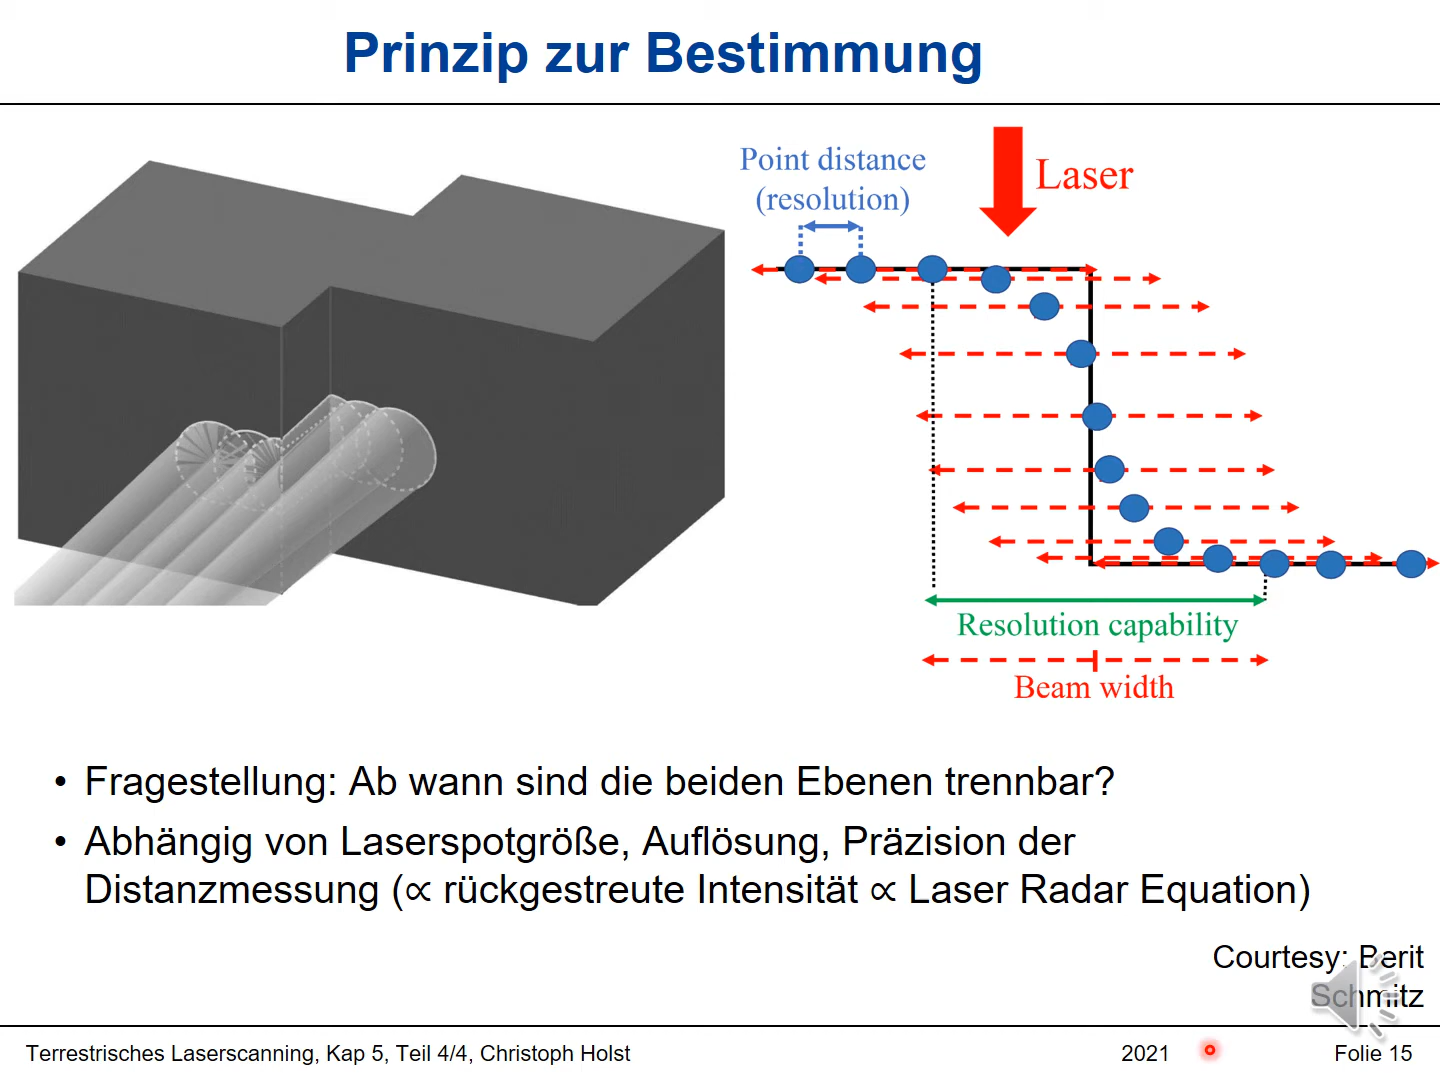 Prinzip zur Bestimmung
Point distance
(resolution)
Laser
Resolution capability
Beam width
• Fragestellung: Ab wann sind die beiden Ebenen trennbar?
• Abhängig von Laserspotgröße, Auflösung, Präzision der
Distanzmessung (∝ rückgestreute Intensität ∝ Laser Radar Equation)
Courtesy: Berit
Schmitz
Terrestrisches Laserscanning, Kap 5, Teil 4/4, Christoph Holst
2021
Folie 15